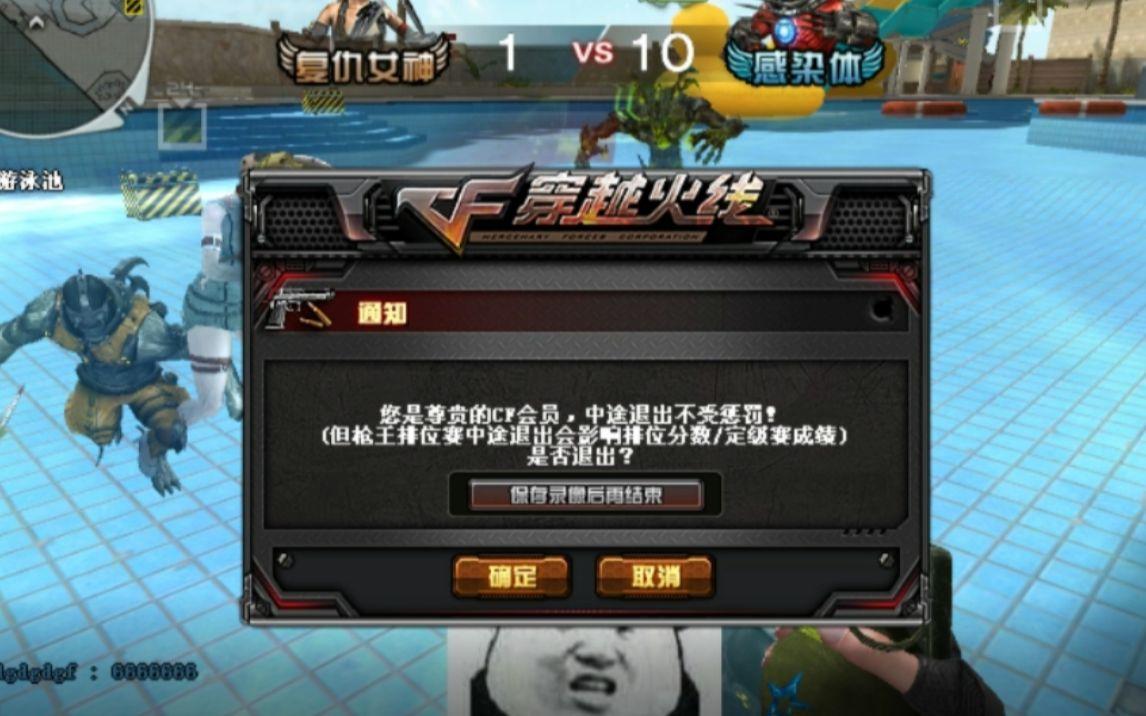 复仇女神
1 vs 10
感染体
24
游泳池
CF穿越火线
MERCENARY FORCES CORPORATION
通知
您是尊贵的CF会员，中途退出不受惩罚！
(但枪王排位赛中途退出会影响排位分数/定级赛成绩)
是否退出？
保存录像后再结束
确定
取消
dgdgdgf : 6666666